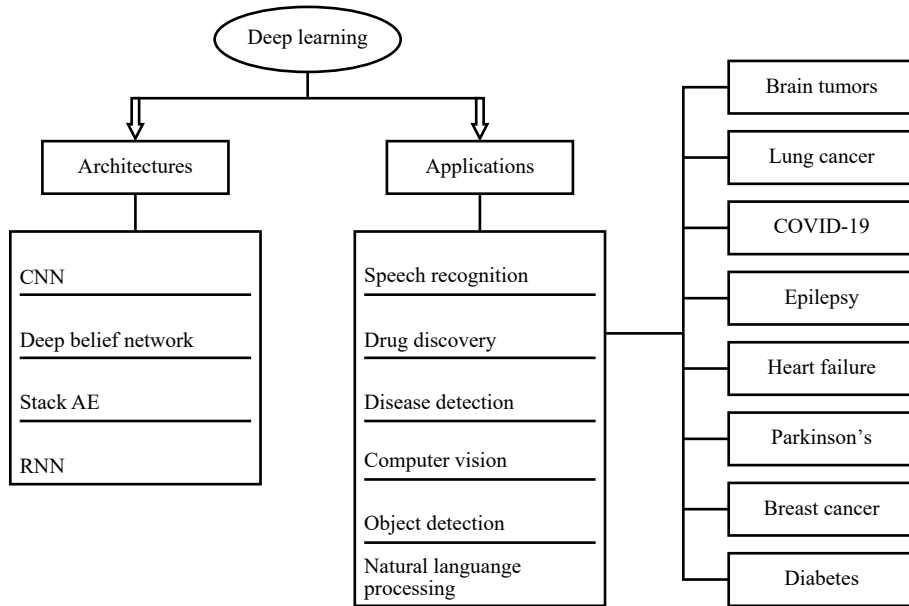 Deep learning
Architectures
Applications
CNN
Deep belief network
Stack AE
RNN
Speech recognition
Drug discovery
Disease detection
Computer vision
Object detection
Natural languange
processing
Brain tumors
Lung cancer
COVID-19
Epilepsy
Heart failure
Parkinson’s
Breast cancer
Diabetes